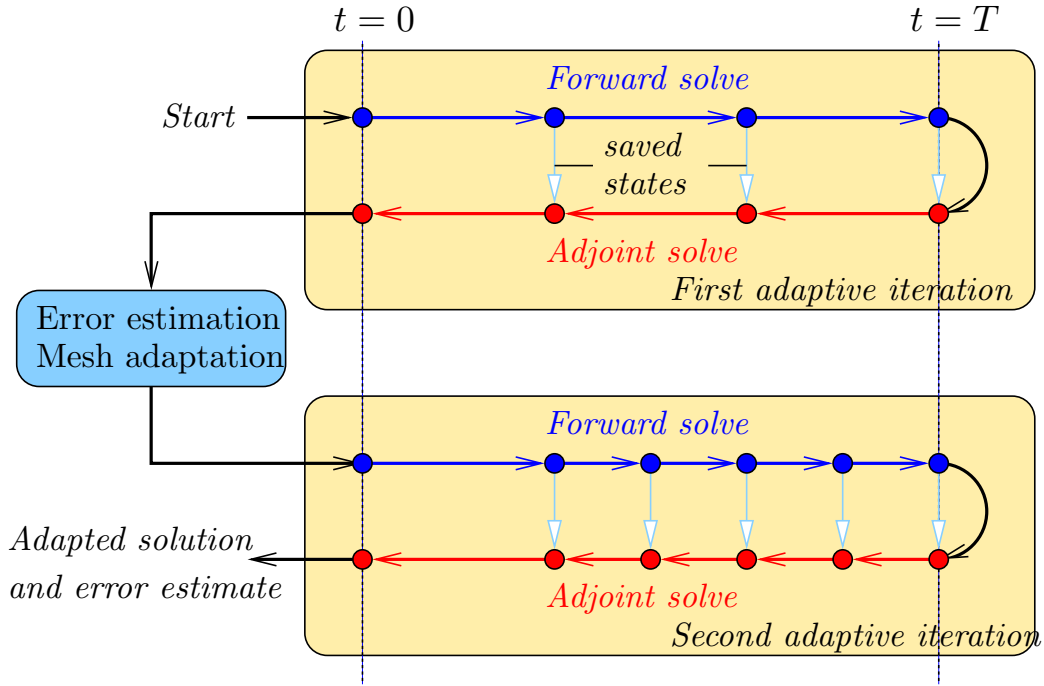 t = 0
t = T
Forward solve
Start
saved
states
Adjoint solve
First adaptive iteration
Error estimation
Mesh adaptation
Forward solve
Adapted solution
and error estimate
Adjoint solve
Second adaptive iteration